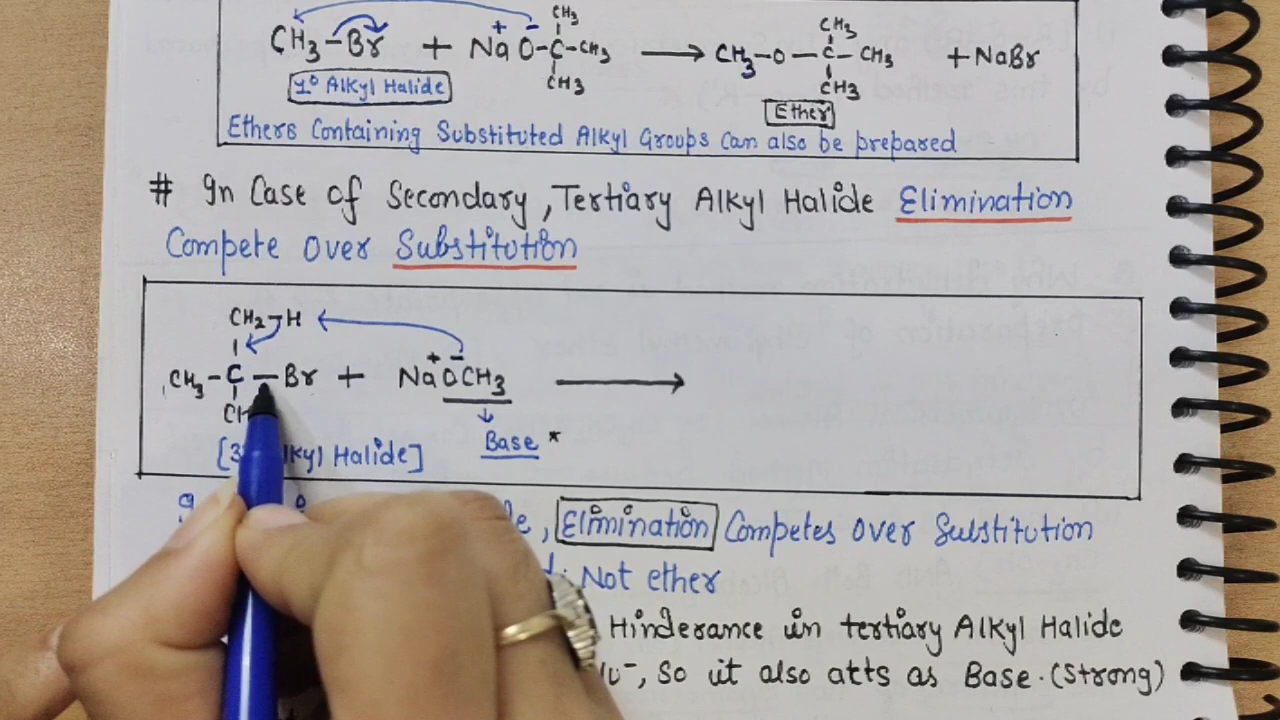 CH3
CH3-Br + Na+ O--C-CH3 → CH3-O-C-CH3 + NaBr
CH3
CH3
CH3
1° Alkyl Halide
Ether
Ethers Containing Substituted Alkyl Groups Can also be prepared
# In Case of Secondary, Tertiary Alkyl Halide Elimination
Compete over Substitution
CH2-H
CH3-C-Br + Na+ O-CH3 →
[3 lkyl Halide]
Base *
, Elimination Competes over Substitution
Not ether
Hinderance in tertiary Alkyl Halide
, So it also atts as Base. (Strong)